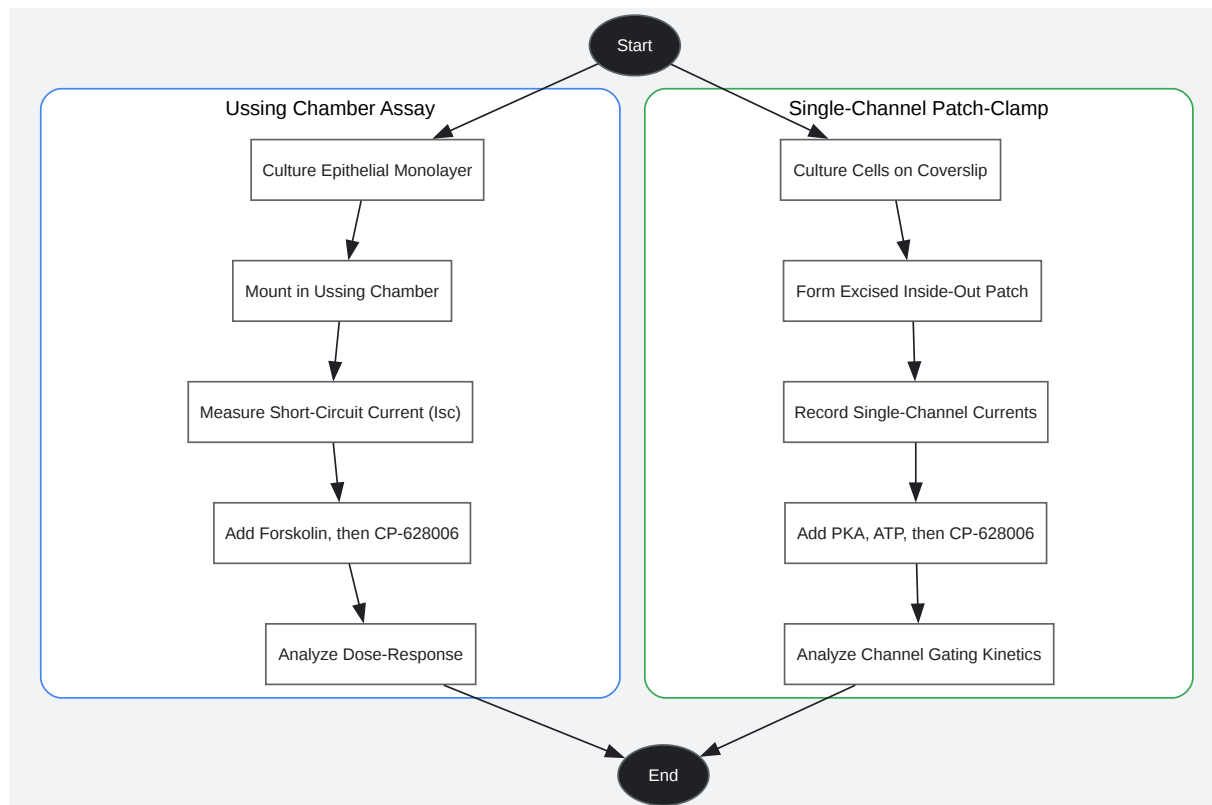 Start
Ussing Chamber Assay
Culture Epithelial Monolayer
Mount in Ussing Chamber
Measure Short-Circuit Current (Isc)
Add Forskolin, then CP-628006
Analyze Dose-Response
Single-Channel Patch-Clamp
Culture Cells on Coverslip
Form Excised Inside-Out Patch
Record Single-Channel Currents
Add PKA, ATP, then CP-628006
Analyze Channel Gating Kinetics
End